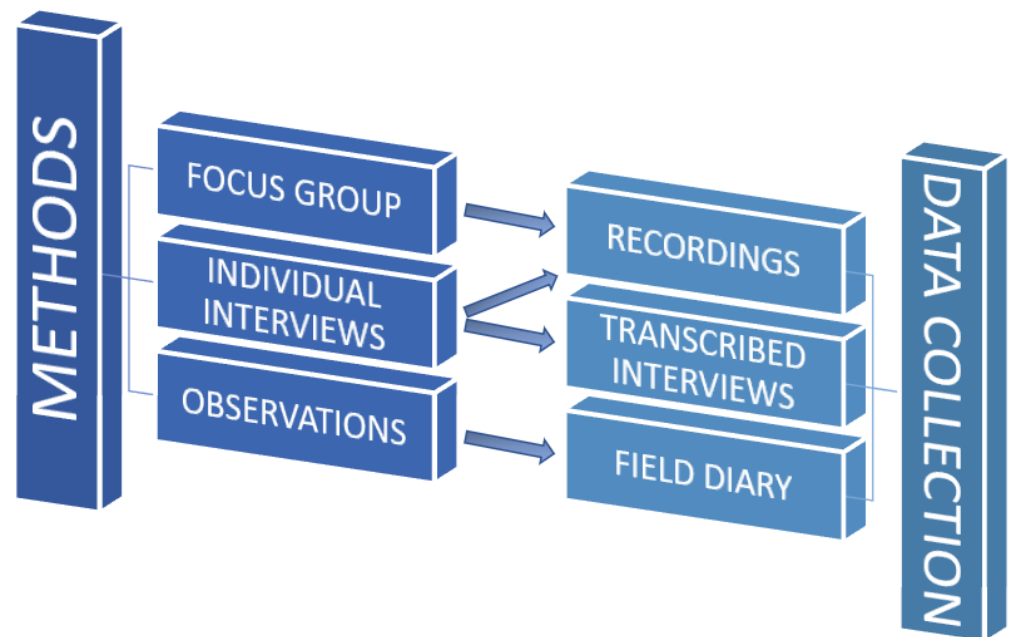 METHODS
FOCUS GROUP
INDIVIDUAL
INTERVIEWS
OBSERVATIONS
RECORDINGS
TRANSCRIBED
INTERVIEWS
FIELD DIARY
DATA COLLECTION